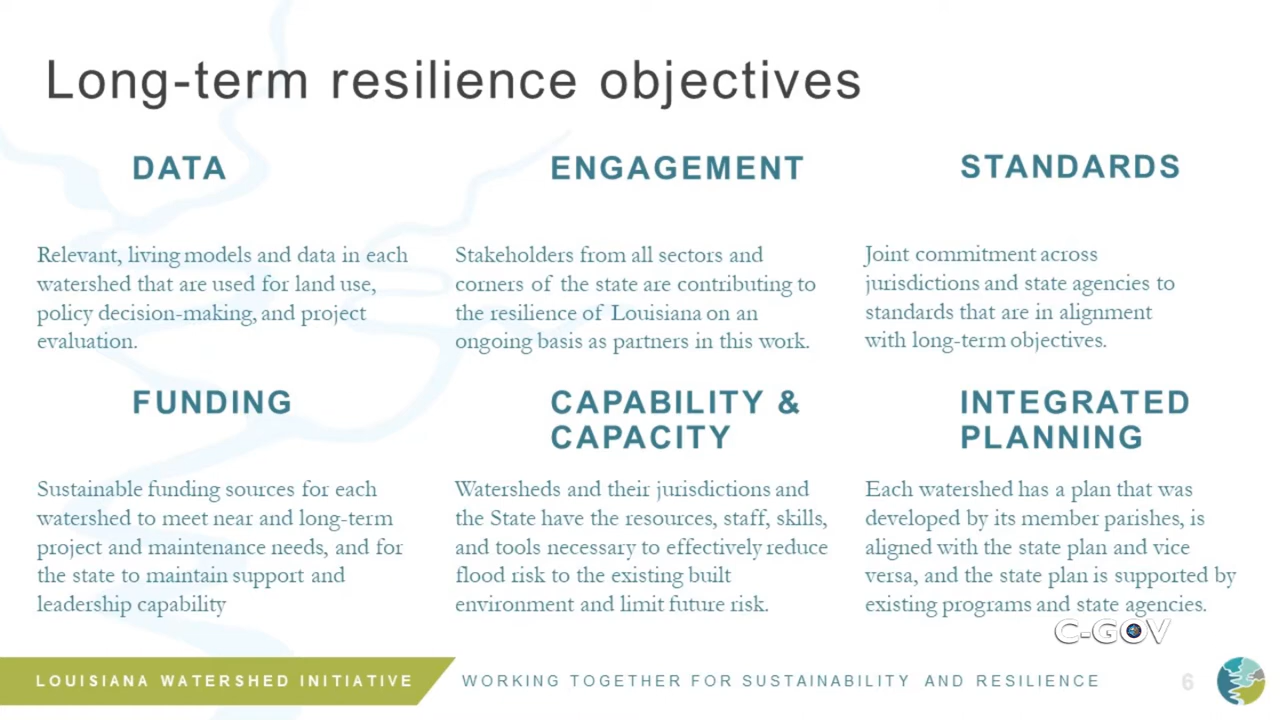 Long-term resilience objectives
DATA
Relevant, living models and data in each
watershed that are used for land use,
policy decision-making, and project
evaluation.
ENGAGEMENT
Stakeholders from all sectors and
corners of the state are contributing to
the resilience of Louisiana on an
ongoing basis as partners in this work.
STANDARDS
Joint commitment across
jurisdictions and state agencies to
standards that are in alignment
with long-term objectives.
FUNDING
Sustainable funding sources for each
watershed to meet near and long-term
project and maintenance needs, and for
the state to maintain support and
leadership capability
CAPABILITY &
CAPACITY
Watersheds and their jurisdictions and
the State have the resources, staff, skills,
and tools necessary to effectively reduce
flood risk to the existing built
environment and limit future risk.
INTEGRATED
PLANNING
Each watershed has a plan that was
developed by its member parishes, is
aligned with the state plan and vice
versa, and the state plan is supported by
existing programs and state agencies.
C-GOV
LOUISIANA WATERSHED INITIATIVE
WORKING TOGETHER FOR SUSTAINABILITY AND RESILIENCE
6